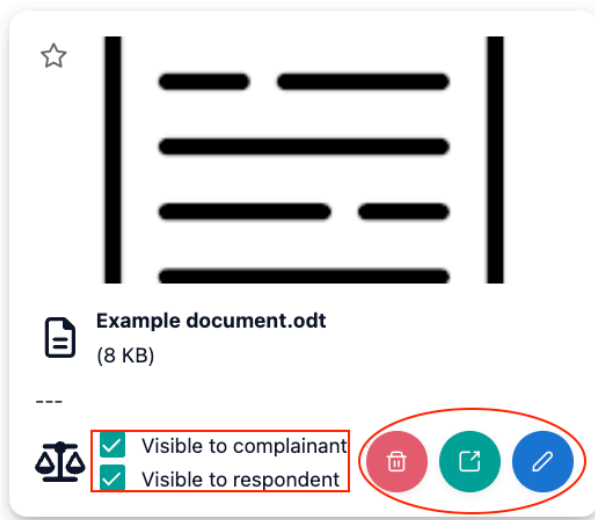 Example document.odt
(8 KB)
---
Visible to complainant
Visible to respondent